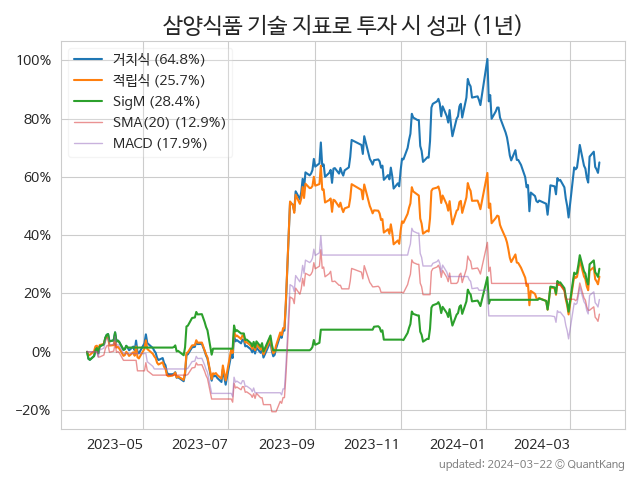 삼양식품 기술 지표로 투자 시 성과 (1년)
거치식 (64.8%)
적립식 (25.7%)
SigM (28.4%)
SMA(20) (12.9%)
MACD (17.9%)
100%
80%
60%
40%
20%
0%
−20%
2023-05
2023-07
2023-09
2023-11
2024-01
2024-03
updated: 2024-03-22 © QuantKang